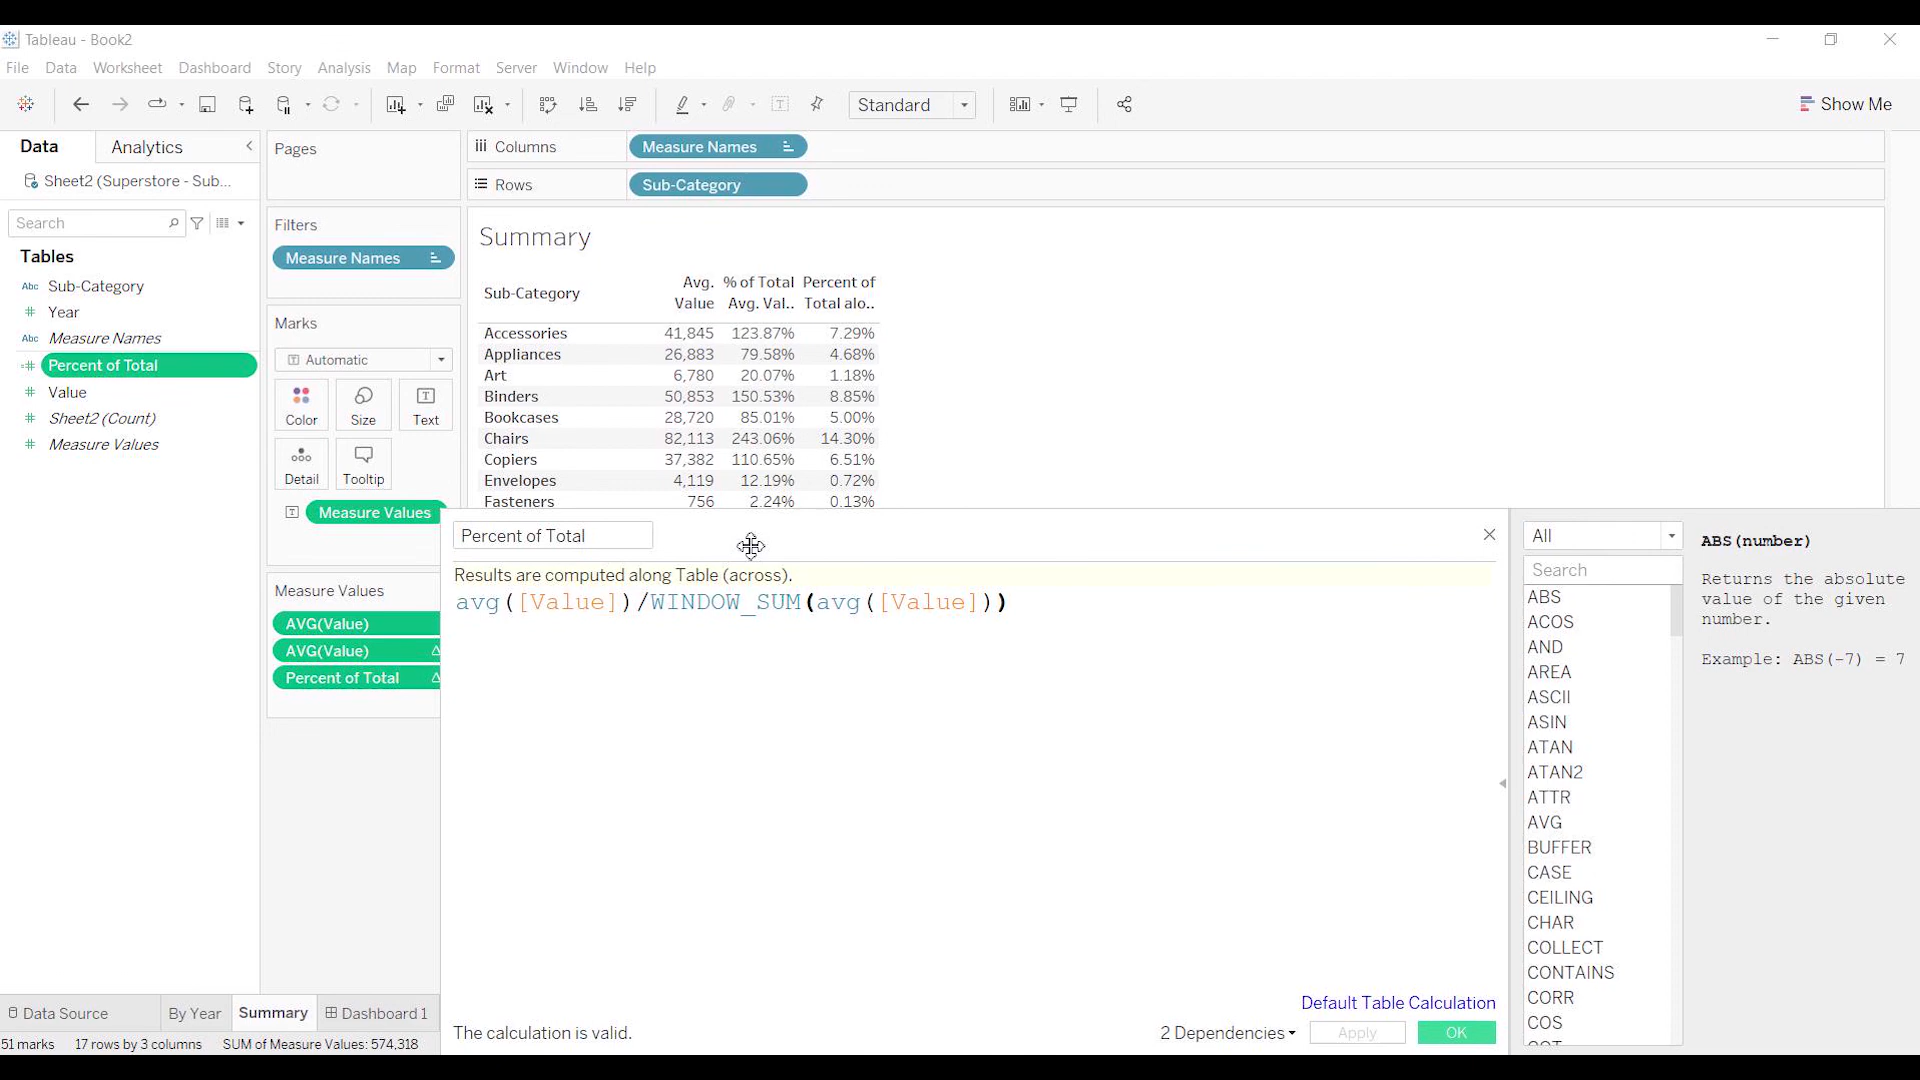 Tableau - Book2
File Data Worksheet Dashboard Story Analysis Map Format Server Window Help
Standard
Show Me
Data Analytics
Sheet2 (Superstore - Sub...
Search
Tables
Abc Sub-Category
Year
Abc Measure Names
Percent of Total
Value
Sheet2 (Count)
Measure Values
Pages
Filters
Measure Names
Marks
Automatic
Color Size Text
Detail Tooltip
Measure Values
Measure Values
AVG(Value)
AVG(Value)
Percent of Total
Columns Measure Names
Rows Sub-Category
Summary
Sub-Category Avg. Value % of Total Avg. Val.. Percent of Total alo..
Accessories 41,845 123.87% 7.29%
Appliances 26,883 79.58% 4.68%
Art 6,780 20.07% 1.18%
Binders 50,853 150.53% 8.85%
Bookcases 28,720 85.01% 5.00%
Chairs 82,113 243.06% 14.30%
Copiers 37,382 110.65% 6.51%
Envelopes 4,119 12.19% 0.72%
Fasteners 756 2.24% 0.13%
Percent of Total
Results are computed along Table (across).
avg([Value])/WINDOW_SUM(avg([Value]))
Default Table Calculation
The calculation is valid.
2 Dependencies
Apply
OK
All
Search
ABS
ACOS
AND
AREA
ASCII
ASIN
ATAN
ATAN2
ATTR
AVG
BUFFER
CASE
CEILING
CHAR
COLLECT
CONTAINS
CORR
COS
ABS(number)
Returns the absolute
value of the given
number.
Example: ABS(-7) = 7
Data Source By Year Summary Dashboard 1
51 marks 17 rows by 3 columns SUM of Measure Values: 574,318